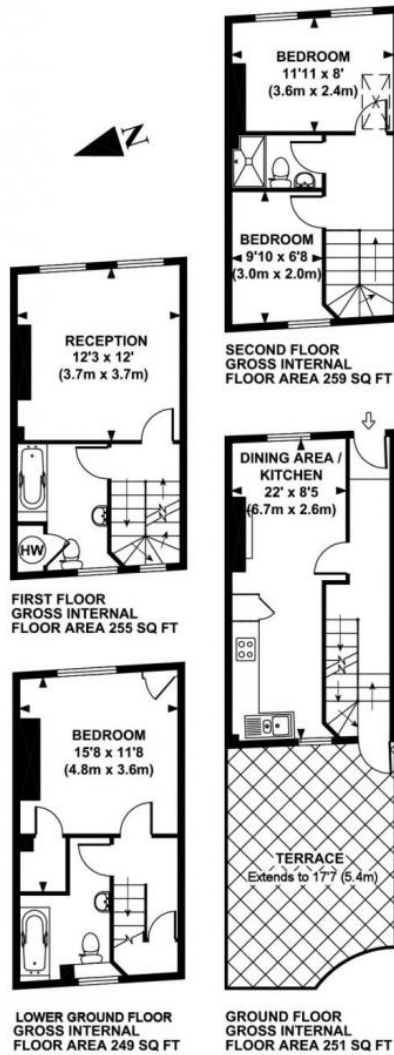 BEDROOM
11'11 x 8'
(3.6m x 2.4m)
BEDROOM
9'10 x 6'8
(3.0m x 2.0m)
SECOND FLOOR
GROSS INTERNAL
FLOOR AREA 259 SQ FT
N
RECEPTION
12'3 x 12'
(3.7m x 3.7m)
HW
FIRST FLOOR
GROSS INTERNAL
FLOOR AREA 255 SQ FT
DINING AREA /
KITCHEN
22' x 8'5
(6.7m x 2.6m)
TERRACE
Extends to 17'7 (5.4m)
GROUND FLOOR
GROSS INTERNAL
FLOOR AREA 251 SQ FT
BEDROOM
15'8 x 11'8
(4.8m x 3.6m)
LOWER GROUND FLOOR
GROSS INTERNAL
FLOOR AREA 249 SQ FT